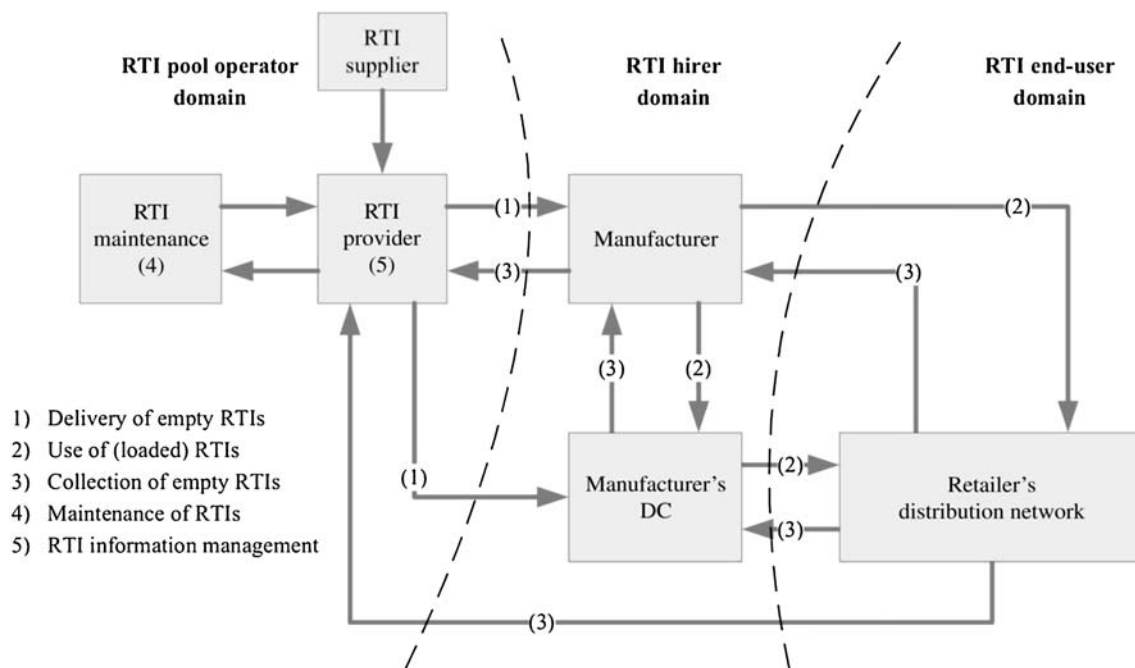 RTI pool operator
domain
RTI
supplier
RTI hirer
domain
RTI end-user
domain
RTI
maintenance
(4)
RTI
provider
(5)
(1)
(3)
Manufacturer
(2)
(3)
(3)
(2)
1) Delivery of empty RTIs
2) Use of (loaded) RTIs
3) Collection of empty RTIs
4) Maintenance of RTIs
5) RTI information management
(1)
Manufacturer’s
DC
(2)
(3)
Retailer’s
distribution network
(3)